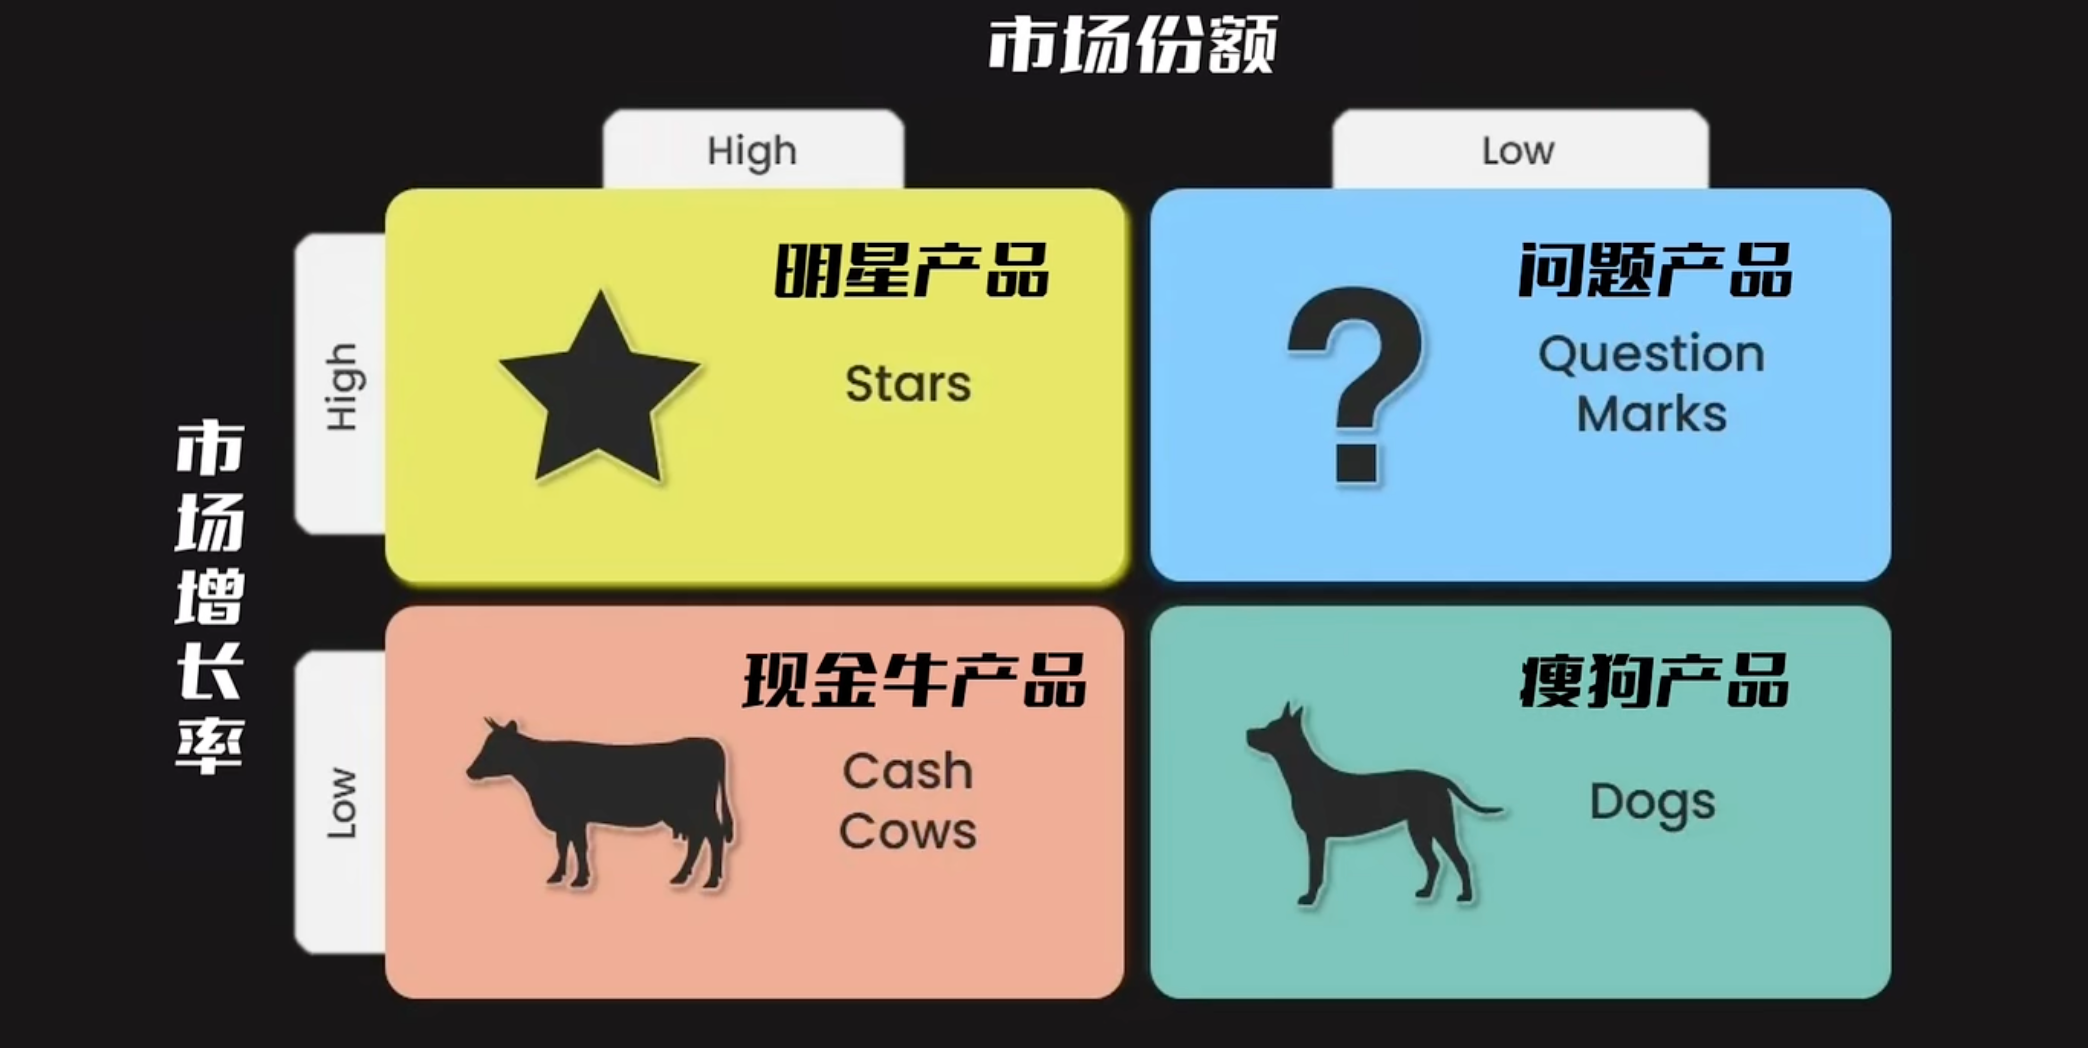 市场份额
High
Low
High
明星产品
Stars
问题产品
Question
Marks
市场增长率
Low
现金牛产品
Cash
Cows
瘦狗产品
Dogs